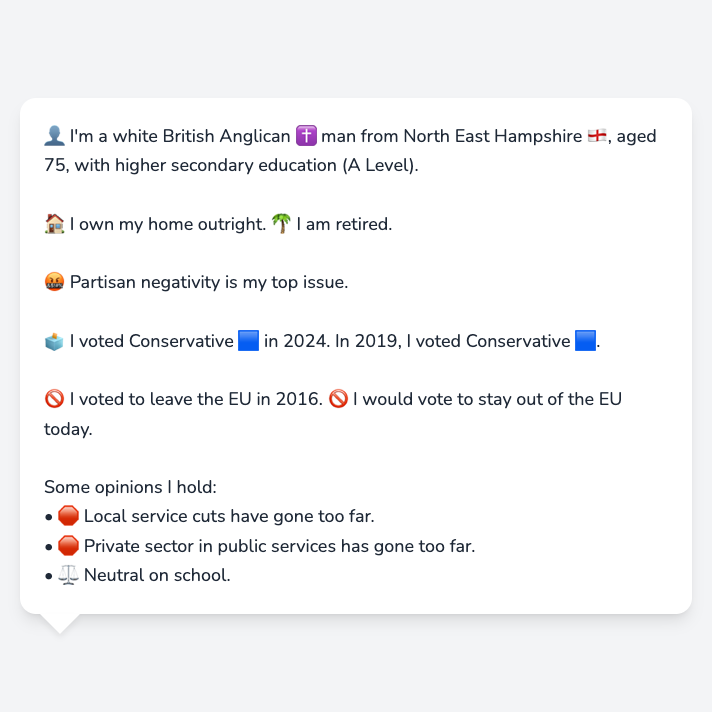 👤 I'm a white British Anglican ✝️ man from North East Hampshire 🏴󠁧󠁢󠁥󠁮󠁧󠁿, aged
75, with higher secondary education (A Level).
🏠 I own my home outright. 🌴 I am retired.
🤬 Partisan negativity is my top issue.
🗳️ I voted Conservative 🟦 in 2024. In 2019, I voted Conservative 🟦.
🚫 I voted to leave the EU in 2016. 🚫 I would vote to stay out of the EU
today.
Some opinions I hold:
• 🛑 Local service cuts have gone too far.
• 🛑 Private sector in public services has gone too far.
• ⚖️ Neutral on school.